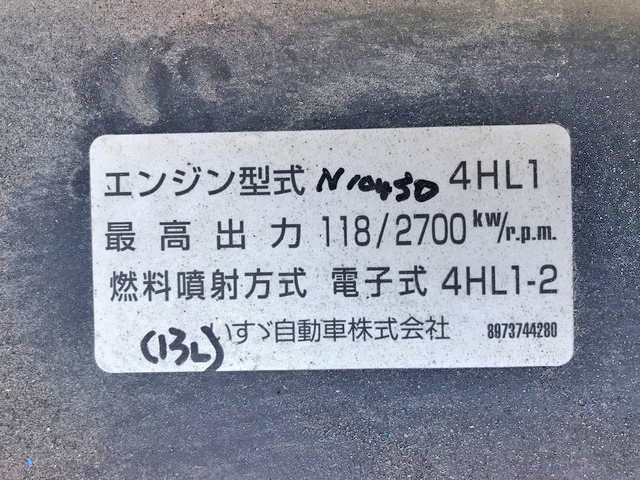 エンジン型式 N10450 4HL1
最高出力 118/2700 kw/r.p.m.
燃料噴射方式 電子式 4HL1-2
(13L) いすゞ自動車株式会社 8973744280